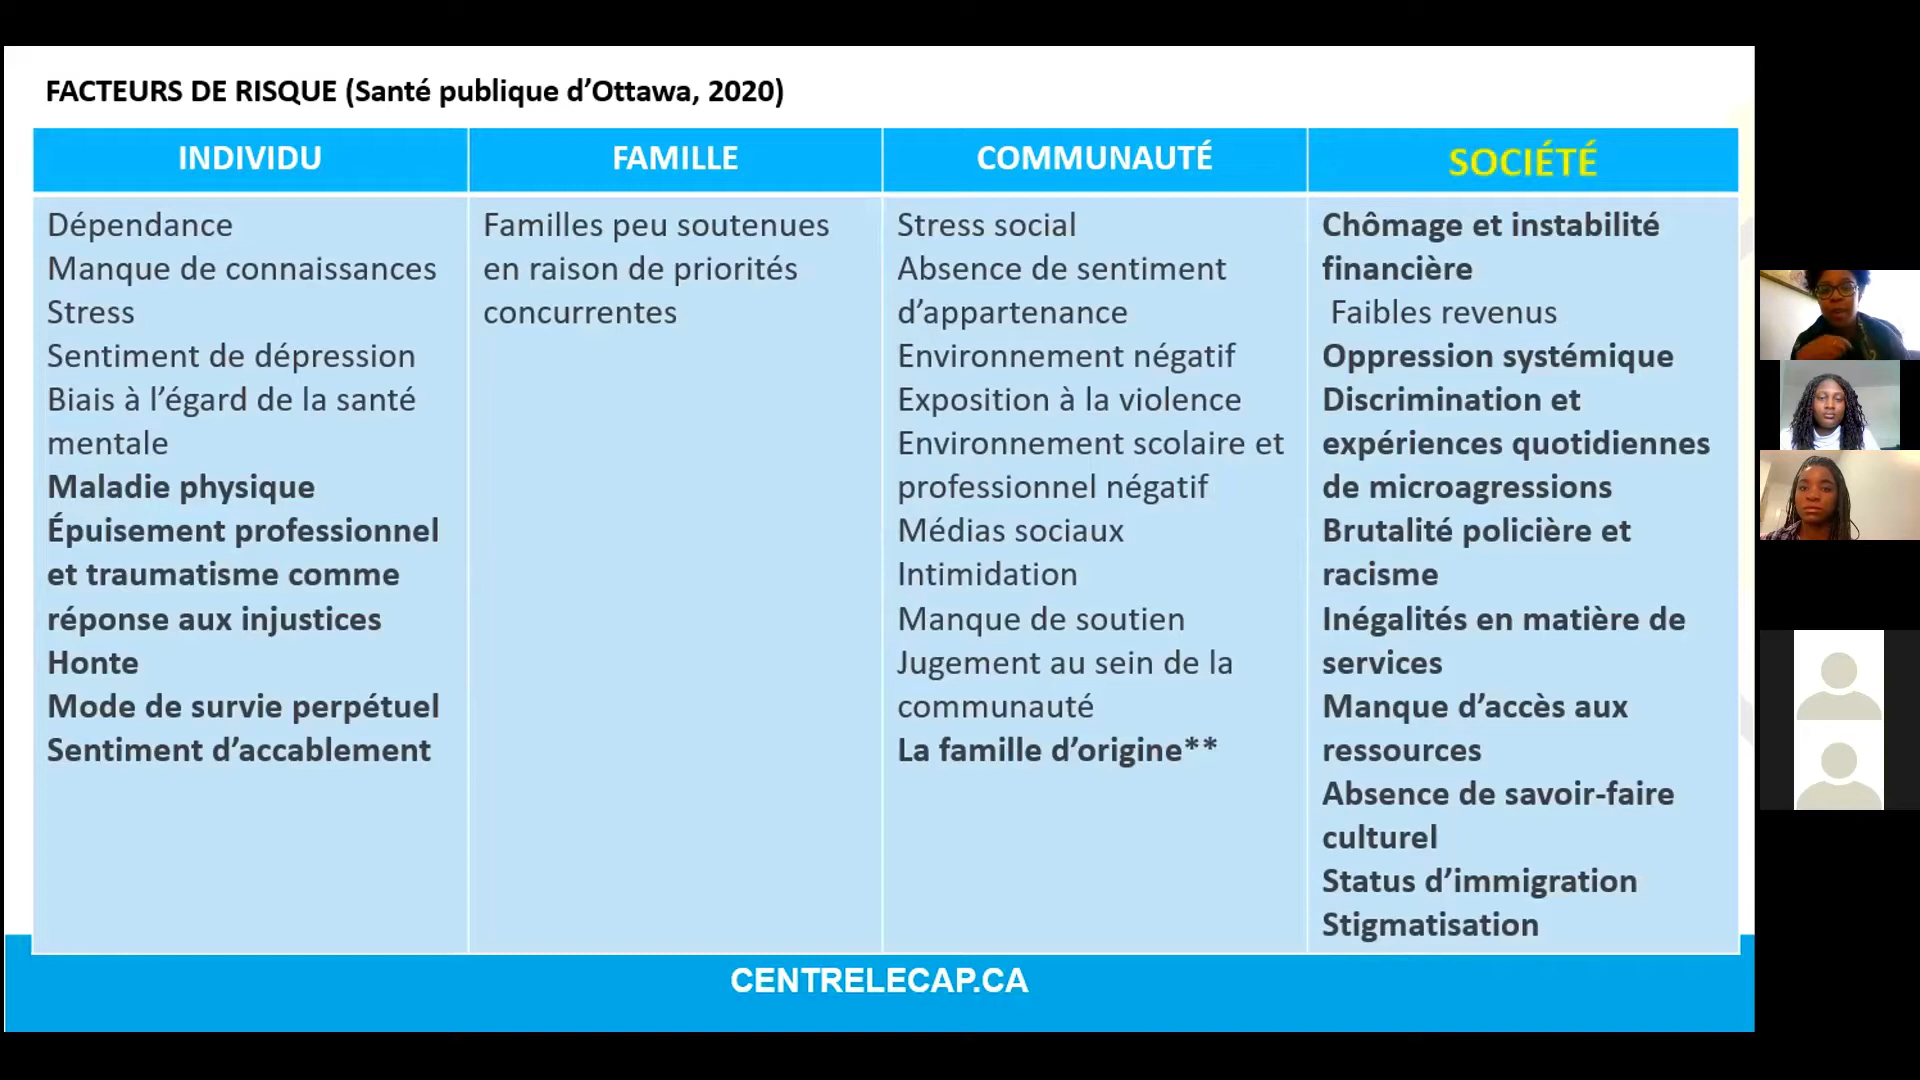 FACTEURS DE RISQUE (Santé publique d’Ottawa, 2020)
INDIVIDU
Dépendance
Manque de connaissances
Stress
Sentiment de dépression
Biais à l’égard de la santé
mentale
Maladie physique
Épuisement professionnel
et traumatisme comme
réponse aux injustices
Honte
Mode de survie perpétuel
Sentiment d’accablement
FAMILLE
Familles peu soutenues
en raison de priorités
concurrentes
COMMUNAUTÉ
Stress social
Absence de sentiment
d’appartenance
Environnement négatif
Exposition à la violence
Environnement scolaire et
professionnel négatif
Médias sociaux
Intimidation
Manque de soutien
Jugement au sein de la
communauté
La famille d’origine**
SOCIÉTÉ
Chômage et instabilité
financière
Faibles revenus
Oppression systémique
Discrimination et
expériences quotidiennes
de microagressions
Brutalité policière et
racisme
Inégalités en matière de
services
Manque d’accès aux
ressources
Absence de savoir-faire
culturel
Status d’immigration
Stigmatisation
CENTRELECAP.CA